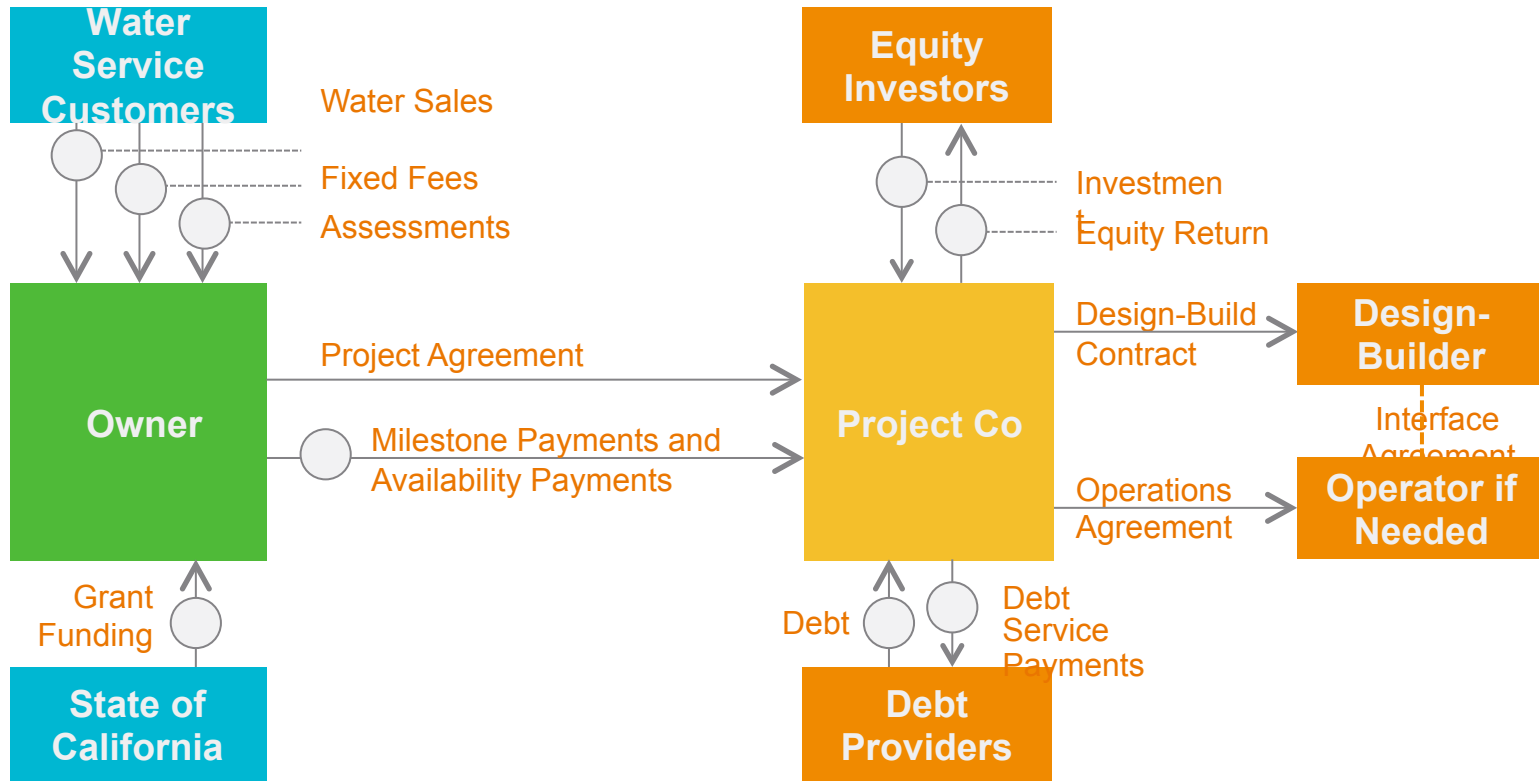 Water
Service
Customers
Water Sales
Fixed Fees
Assessments
Equity
Investors
Investmen
t
Equity Return
Owner
Project Agreement
Milestone Payments and
Availability Payments
Project Co
Design-Build
Contract
Design-
Builder
Interface
Agreement
Operations
Agreement
Operator if
Needed
Grant
Funding
State of
California
Debt
Debt
Service
Payments
Debt
Providers